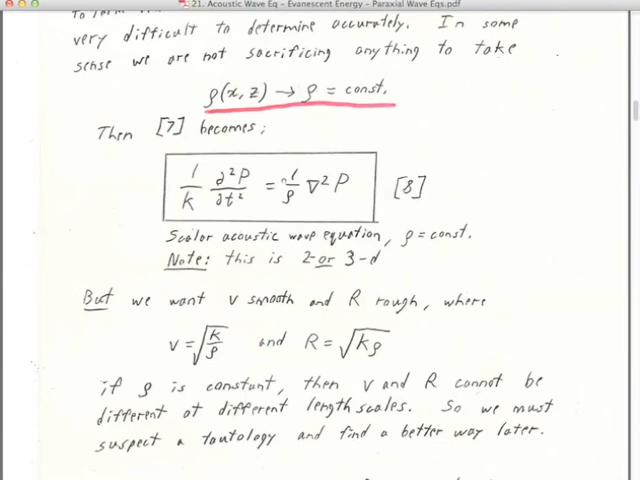 21. Acoustic Wave Eq - Evanescent Energy - Paraxial Wave Eqs.pdf
very difficult to determine accurately. In some
sense we are not sacrificing anything to take
ρ(x, z) → ρ = const.
Then [7] becomes;
1/k ∂²P/∂t² = 1/ρ ∇²P [8]
Scalar acoustic wave equation, ρ = const.
Note: this is 2-or 3-d
But we want v smooth and R rough, where
v = √(k/ρ) and R = √(kρ)
if ρ is constant, then v and R cannot be
different at different length scales. So we must
suspect a tautology and find a better way later.